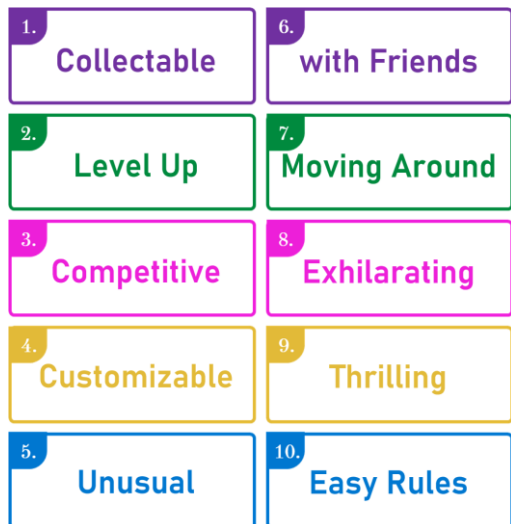 1.
Collectable
2.
Level Up
3.
Competitive
4.
Customizable
5.
Unusual
6.
with Friends
7.
Moving Around
8.
Exhilarating
9.
Thrilling
10.
Easy Rules